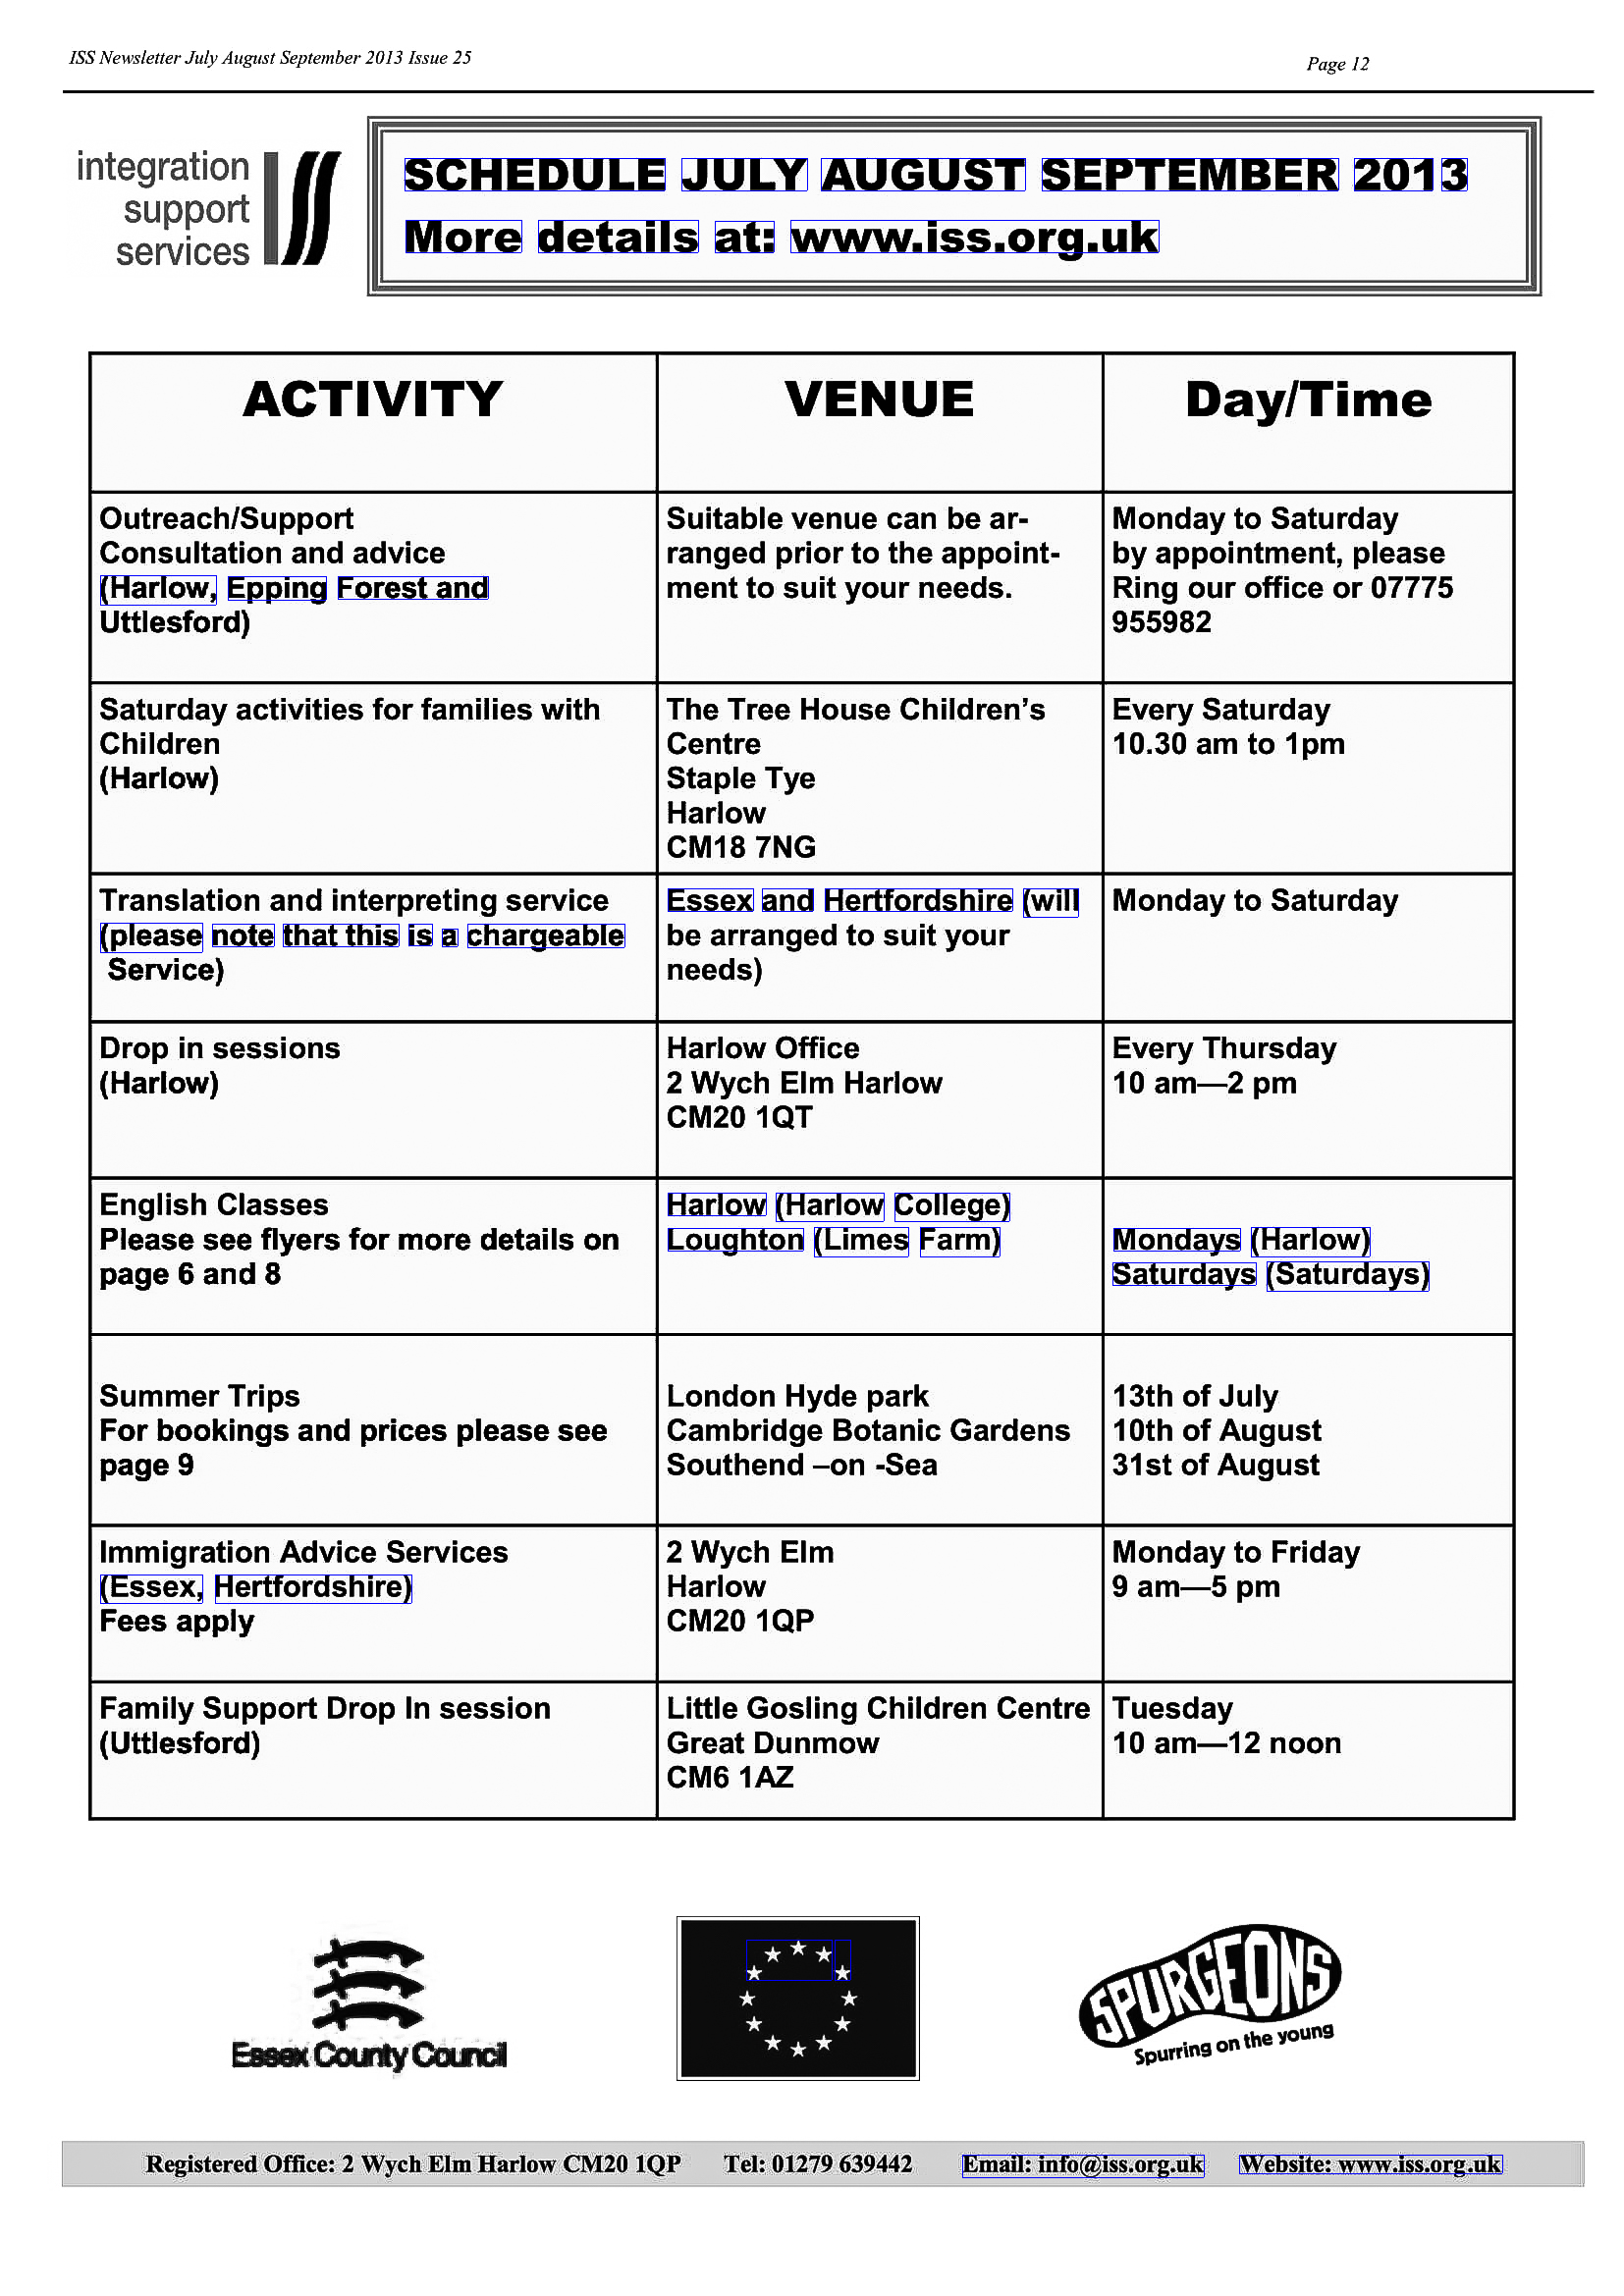 ISS Newsletter July August September 2013 Issue 25
Page 12
integration
support
services
SCHEDULE JULY AUGUST SEPTEMBER 2013
More details at: www.iss.org.uk
ACTIVITY
VENUE
Day/Time
Outreach/Support
Consultation and advice
(Harlow, Epping Forest and
Uttlesford)
Suitable venue can be ar-
ranged prior to the appoint-
ment to suit your needs.
Monday to Saturday
by appointment, please
Ring our office or 07775
955982
Saturday activities for families with
Children
(Harlow)
The Tree House Children’s
Centre
Staple Tye
Harlow
CM18 7NG
Every Saturday
10.30 am to 1pm
Translation and interpreting service
(please note that this is a chargeable
Service)
Essex and Hertfordshire (will
be arranged to suit your
needs)
Monday to Saturday
Drop in sessions
(Harlow)
Harlow Office
2 Wych Elm Harlow
CM20 1QT
Every Thursday
10 am—2 pm
English Classes
Please see flyers for more details on
page 6 and 8
Harlow (Harlow College)
Loughton (Limes Farm)
Mondays (Harlow)
Saturdays (Saturdays)
Summer Trips
For bookings and prices please see
page 9
London Hyde park
Cambridge Botanic Gardens
Southend –on -Sea
13th of July
10th of August
31st of August
Immigration Advice Services
(Essex, Hertfordshire)
Fees apply
2 Wych Elm
Harlow
CM20 1QP
Monday to Friday
9 am—5 pm
Family Support Drop In session
(Uttlesford)
Little Gosling Children Centre
Great Dunmow
CM6 1AZ
Tuesday
10 am—12 noon
Essex County Council
SPURGEONS
Spurring on the young
Registered Office: 2 Wych Elm Harlow CM20 1QP Tel: 01279 639442 Email: info@iss.org.uk Website: www.iss.org.uk